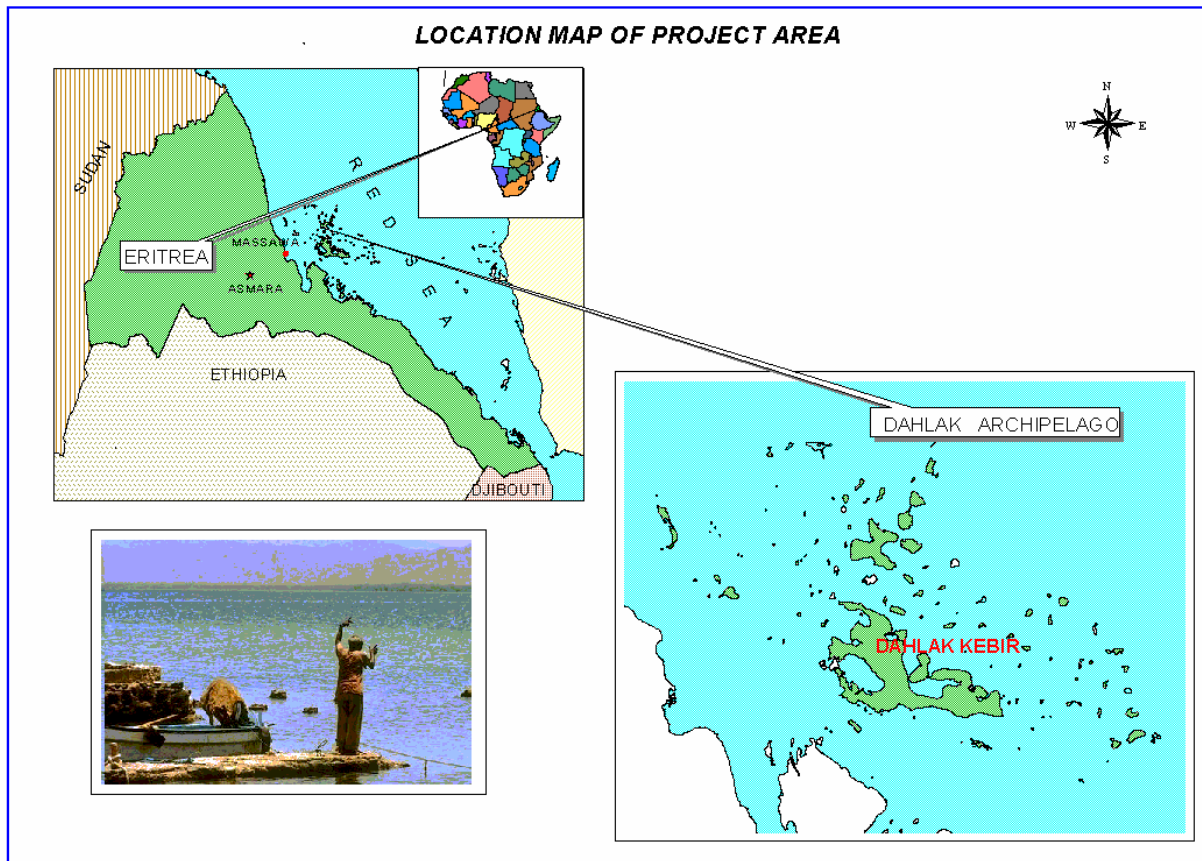 LOCATION MAP OF PROJECT AREA
N
W E
S
SUDAN
RED SEA
MASSAWA
ERITREA
ASMARA
ETHIOPIA
DJIBOUTI
DAHLAK ARCHIPELAGO
DAHLAK KEBIR